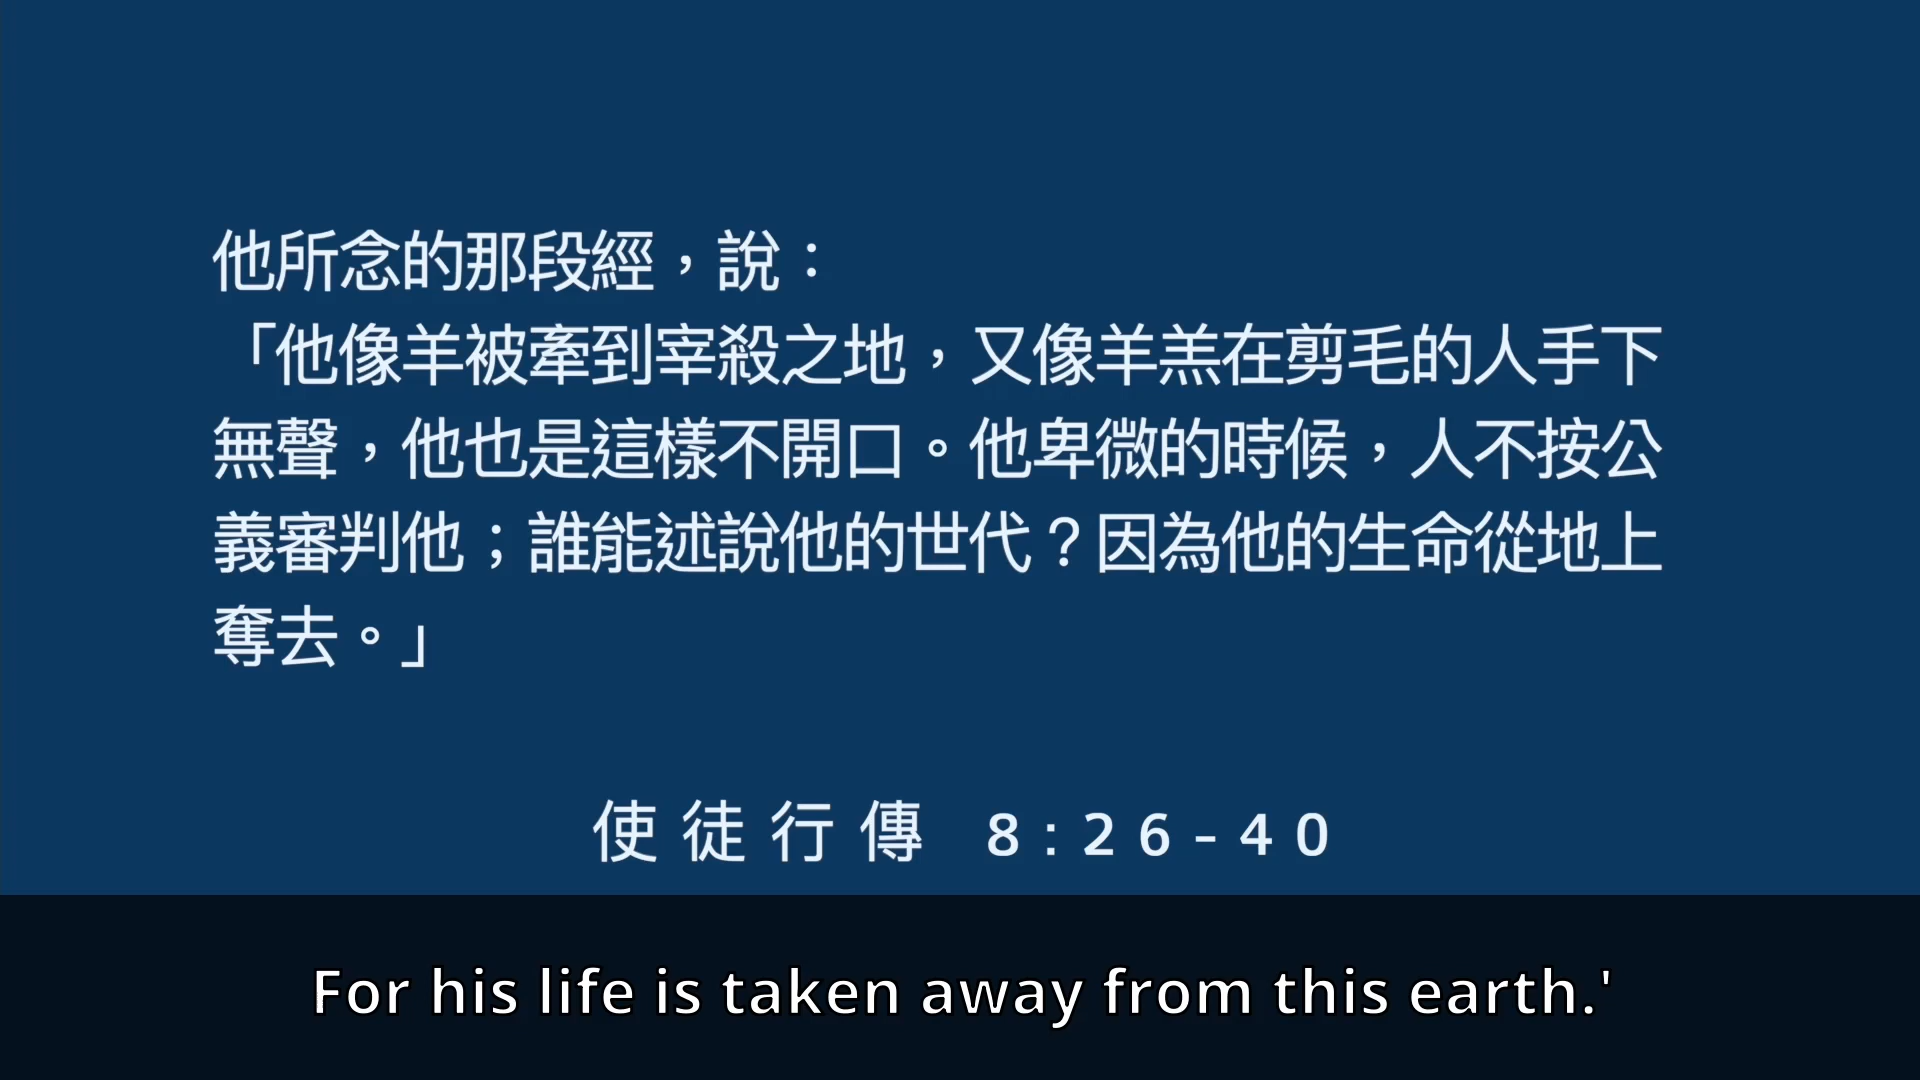 他所念的那段經，說：
「他像羊被牽到宰殺之地，又像羊羔在剪毛的人手下
無聲，他也是這樣不開口。他卑微的時候，人不按公
義審判他；誰能述說他的世代？因為他的生命從地上
奪去。」
使徒行傳 8:26-40
For his life is taken away from this earth.'